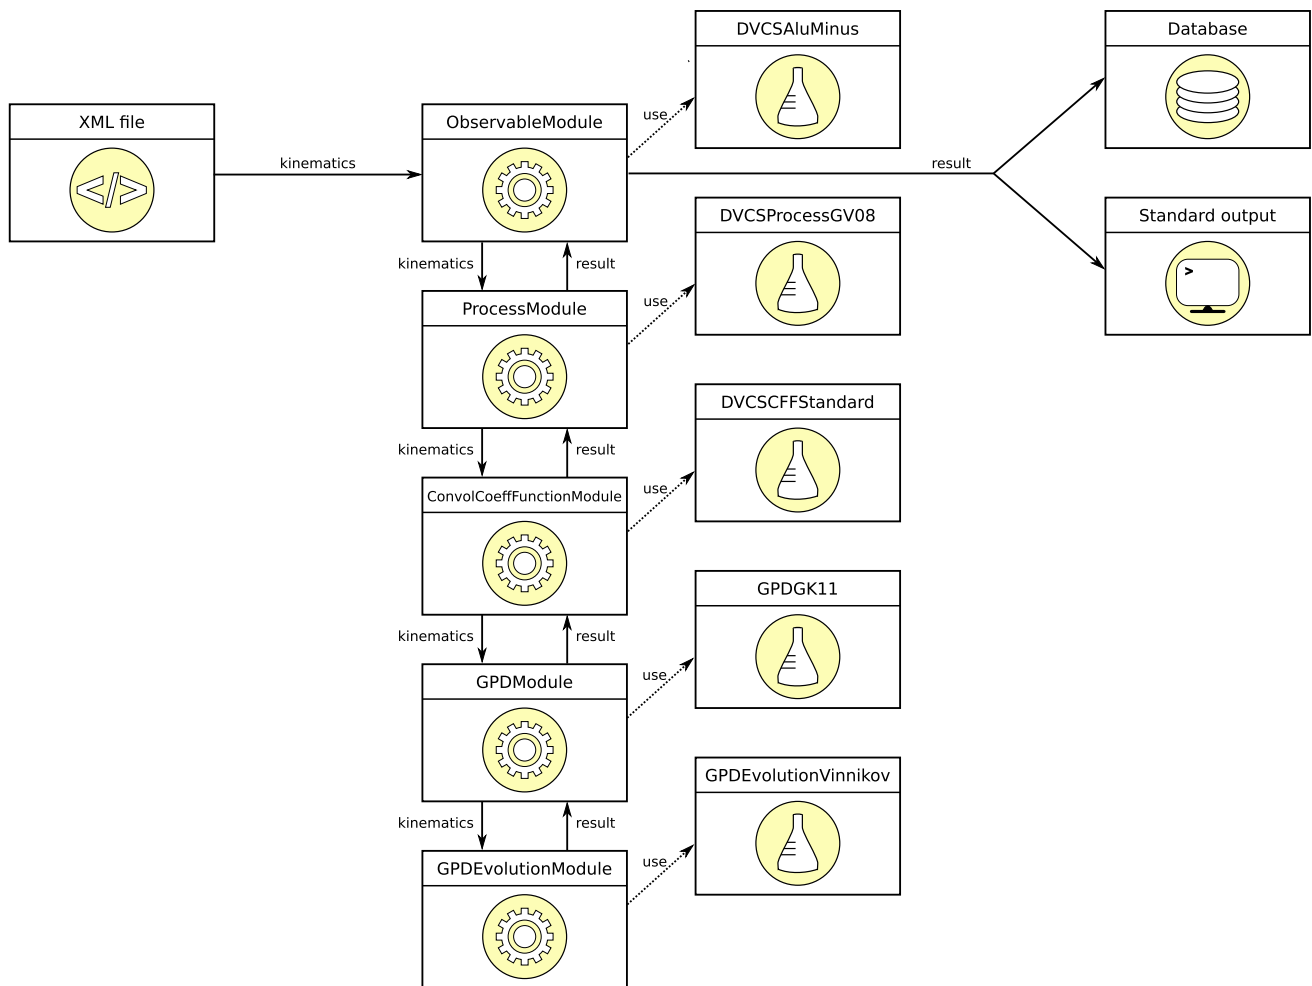 DVCSAluMinus
Database
XML file
ObservableModule
use
kinematics
result
</>
DVCSProcessGV08
Standard output
kinematics
result
>
ProcessModule
use
DVCSCFFStandard
kinematics
result
ConvolCoeffFunctionModule
use
GPDGK11
kinematics
result
GPDModule
use
GPDEvolutionVinnikov
kinematics
result
GPDEvolutionModule
use